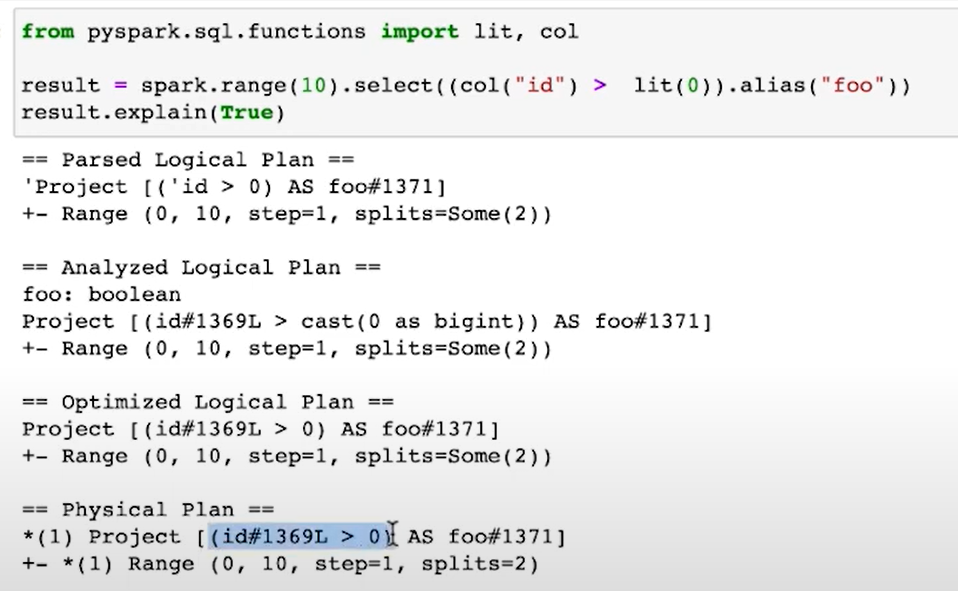 from pyspark.sql.functions import lit, col
result = spark.range(10).select((col("id") >  lit(0)).alias("foo"))
result.explain(True)
== Parsed Logical Plan ==
'Project [('id > 0) AS foo#1371]
+- Range (0, 10, step=1, splits=Some(2))
== Analyzed Logical Plan ==
foo: boolean
Project [(id#1369L > cast(0 as bigint)) AS foo#1371]
+- Range (0, 10, step=1, splits=Some(2))
== Optimized Logical Plan ==
Project [(id#1369L > 0) AS foo#1371]
+- Range (0, 10, step=1, splits=Some(2))
== Physical Plan ==
*(1) Project [(id#1369L > 0) AS foo#1371]
+- *(1) Range (0, 10, step=1, splits=2)